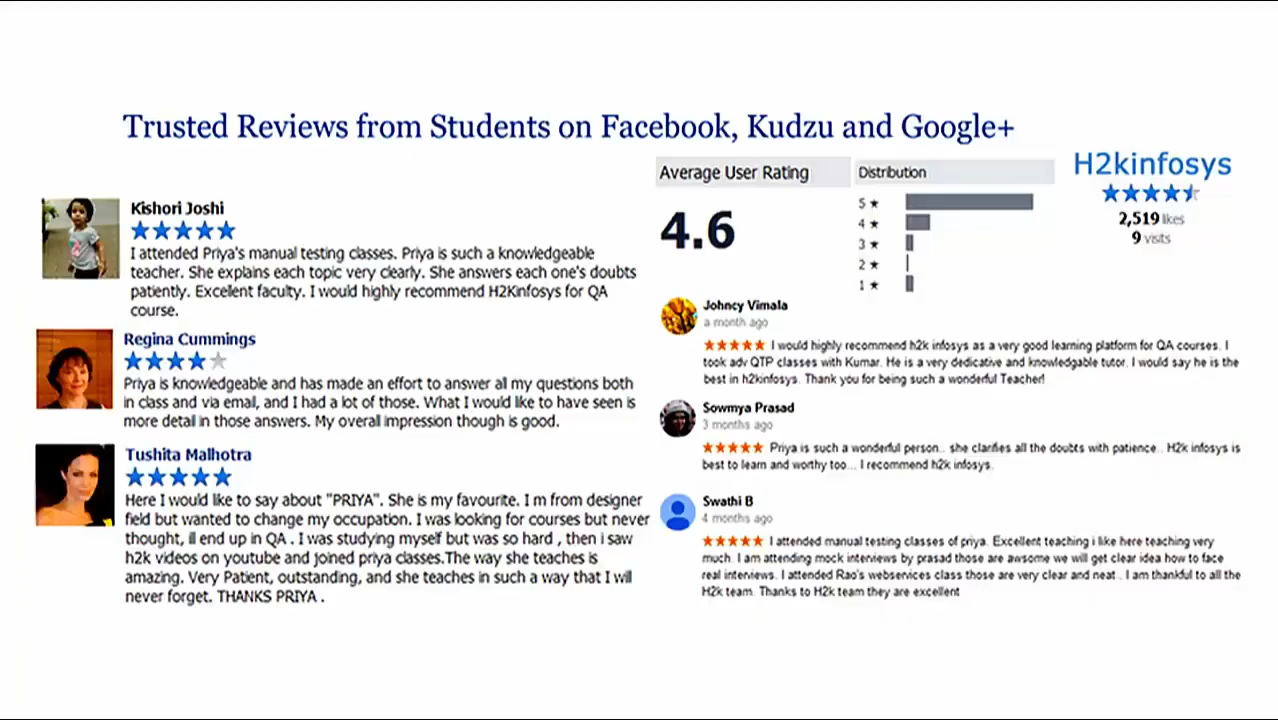 Trusted Reviews from Students on Facebook, Kudzu and Google+
Kishori Joshi
I attended Priya's manual testing classes. Priya is such a knowledgeable
teacher. She explains each topic very clearly. She answers each one's doubts
patiently. Excellent faculty. I would highly recommend H2Kinfosys for QA
course.
Regina Cummings
Priya is knowledgeable and has made an effort to answer all my questions both
in class and via email, and I had a lot of those. What I would like to have seen is
more detail in those answers. My overall impression though is good.
Tushita Malhotra
Here I would like to say about "PRIYA". She is my favourite. I m from designer
field but wanted to change my occupation. I was looking for courses but never
thought, ill end up in QA . I was studying myself but was so hard , then i saw
h2k videos on youtube and joined priya classes.The way she teaches is
amazing. Very Patient, outstanding, and she teaches in such a way that I will
never forget. THANKS PRIYA .
Average User Rating
4.6
Distribution
5 ★
4 ★
3 ★
2 ★
1 ★
H2kinfosys
2,519 likes
9 visits
Johncy Vimala
a month ago
★★★★★ I would highly recommend h2k infosys as a very good learning platform for QA courses. I
took adv QTP classes with Kumar. He is a very dedicative and knowledgable tutor. I would say he is the
best in h2kinfosys. Thank you for being such a wonderful Teacher!
Sowmya Prasad
3 months ago
★★★★★ Priya is such a wonderful person.. she clarifies all the doubts with patience.. H2k infosys is
best to learn and worthy too... I recommend h2k infosys.
Swathi B
4 months ago
★★★★★ I attended manual testing classes of priya. Excellent teaching i like here teaching very
much. I am attending mock interviews by prasad those are awsome we will get clear idea how to face
real interviews. I attended Rao's webservices class those are very clear and neat.. I am thankful to all the
H2k team. Thanks to H2k team they are excellent